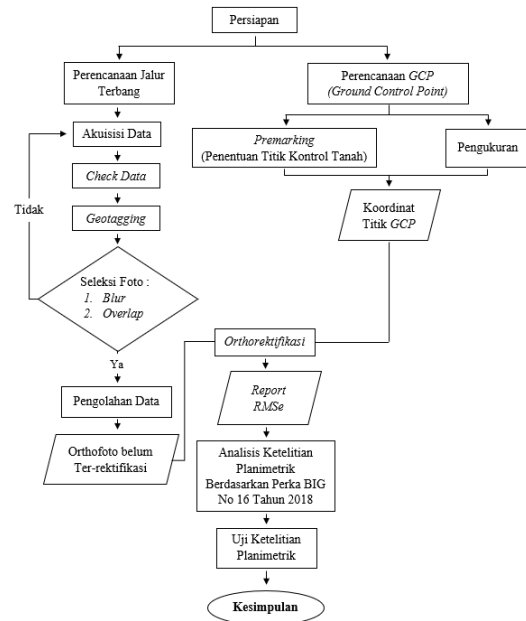 Persiapan
Perencanaan Jalur
Terbang
Perencanaan GCP
(Ground Control Point)
Akuisisi Data
Premarking
(Penentuan Titik Kontrol Tanah)
Pengukuran
Check Data
Tidak
Geotagging
Koordinat
Titik GCP
Seleksi Foto :
1. Blur
2. Overlap
Ya
Orthorektifikasi
Pengolahan Data
Report
RMSe
Orthofoto belum
Ter-rektifikasi
Analisis Ketelitian
Planimetrik
Berdasarkan Perka BIG
No 16 Tahun 2018
Uji Ketelitian
Planimetrik
Kesimpulan